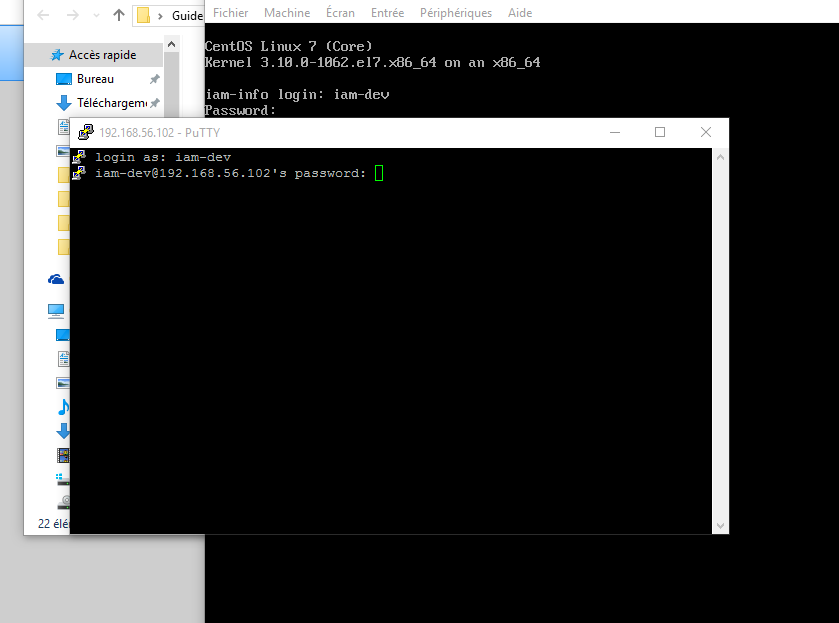 Guide
Fichier Machine Écran Entrée Périphériques Aide
Accès rapide
Bureau
Téléchargem
CentOS Linux 7 (Core)
Kernel 3.10.0-1062.el7.x86_64 on an x86_64
iam-info login: iam-dev
Password:
192.168.56.102 - PuTTY
login as: iam-dev
iam-dev@192.168.56.102's password:
22 élé